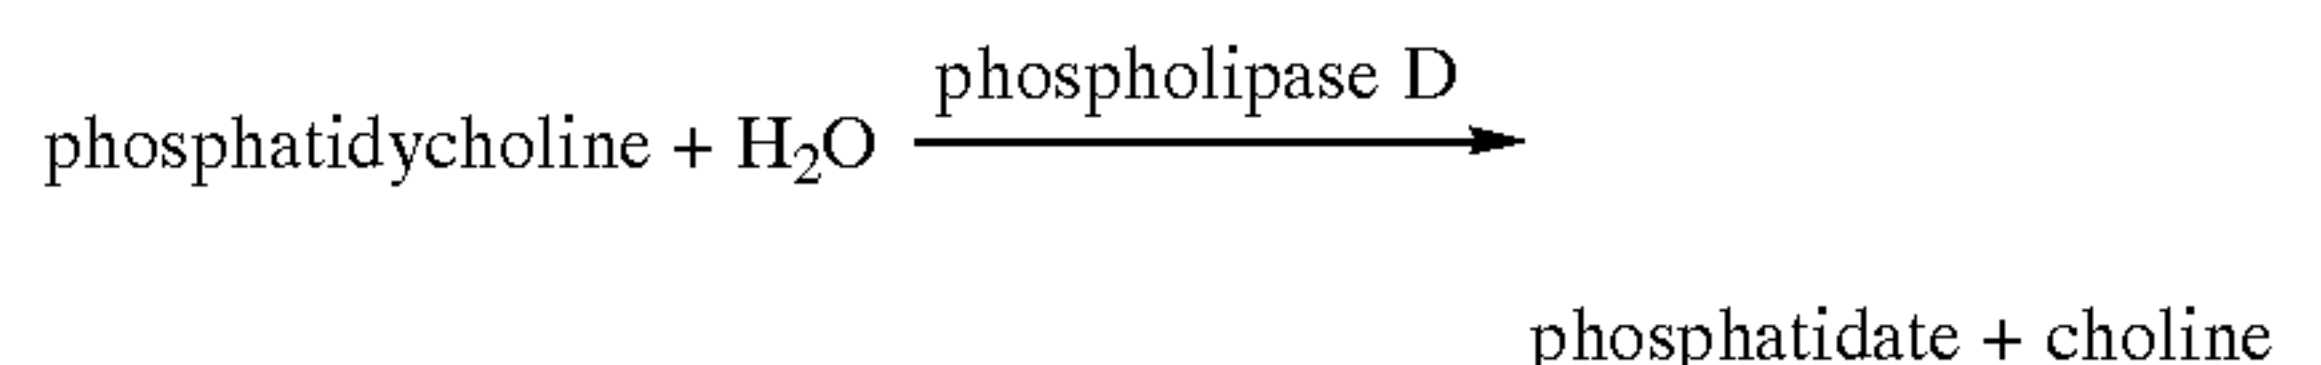 phospholipase D
phosphatidycholine + H₂O
phosphatidate + choline